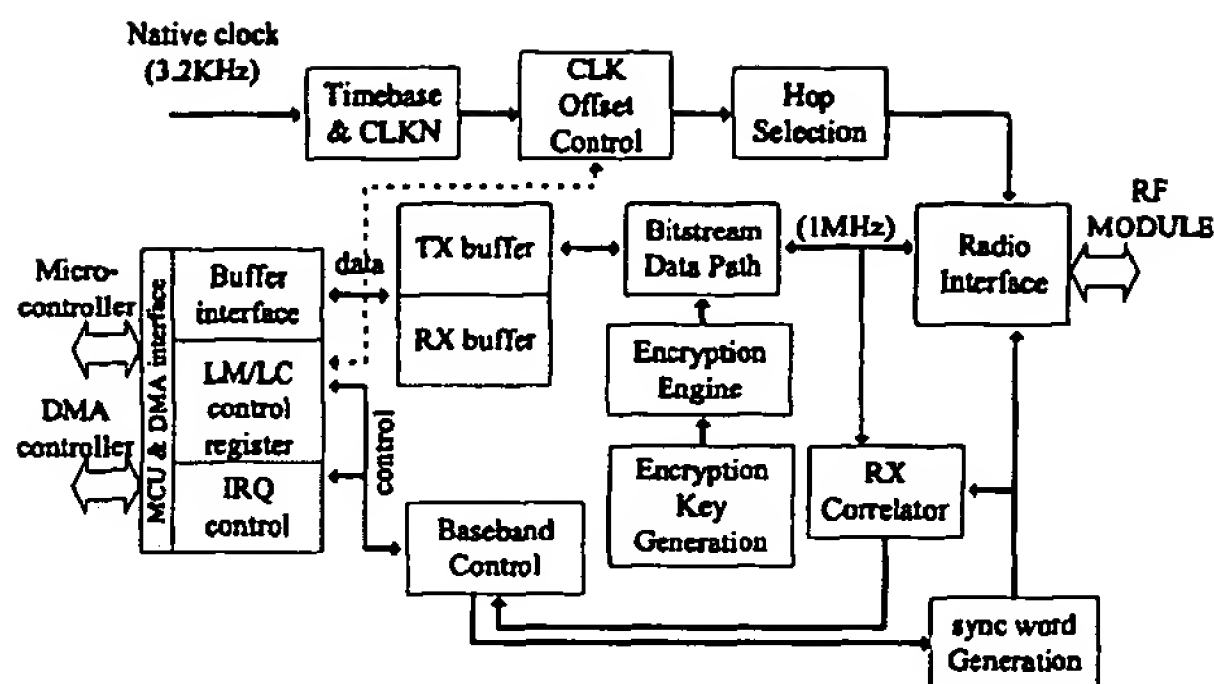 Native clock
(3.2KHz)
Timebase
& CLKN
CLK
Offset
Control
Hop
Selection
RF
MODULE
Micro-
controller
DMA
controller
MCU & DMA interface
Buffer
interface
LM/LC
control
register
IRQ
control
data
control
TX buffer
RX buffer
Bitstream
Data Path
(1MHz)
Radio
Interface
Encryption
Engine
Encryption
Key
Generation
RX
Correlator
Baseband
Control
sync word
Generation